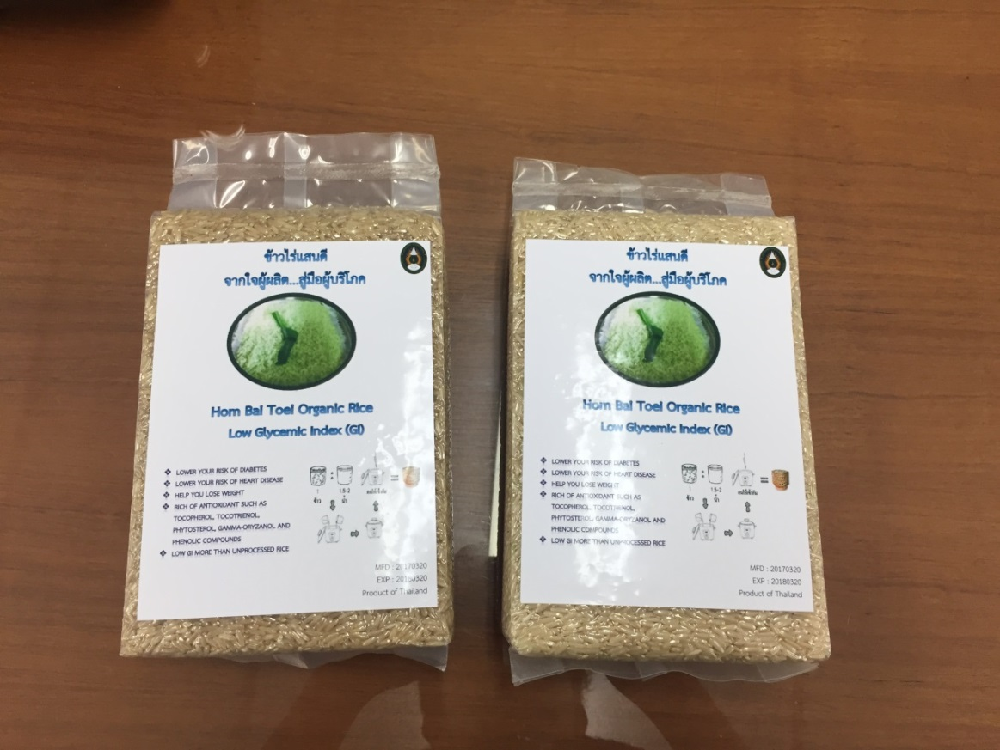 ข้าวไร่แสนดี
จากใจผู้ผลิต...สู่มือผู้บริโภค
Hom Bai Toei Organic Rice
Low Glycemic Index (GI)
❖ LOWER YOUR RISK OF DIABETES
❖ LOWER YOUR RISK OF HEART DISEASE
❖ HELP YOU LOSE WEIGHT
❖ RICH OF ANTIOXIDANT SUCH AS
TOCOPHEROL, TOCOTRIENOL,
PHYTOSTEROL, GAMMA-ORYZANOL AND
PHENOLIC COMPOUNDS
❖ LOW GI MORE THAN UNPROCESSED RICE
1 : 1.5-2
ข้าว น้ำ
MFD : 20170320
EXP : 20180320
Product of Thailand
ข้าวไร่แสนดี
จากใจผู้ผลิต...สู่มือผู้บริโภค
Hom Bai Toei Organic Rice
Low Glycemic Index (GI)
❖ LOWER YOUR RISK OF DIABETES
❖ LOWER YOUR RISK OF HEART DISEASE
❖ HELP YOU LOSE WEIGHT
❖ RICH OF ANTIOXIDANT SUCH AS
TOCOPHEROL, TOCOTRIENOL,
PHYTOSTEROL, GAMMA-ORYZANOL AND
PHENOLIC COMPOUNDS
❖ LOW GI MORE THAN UNPROCESSED RICE
1 : 1.5-2
ข้าว น้ำ
MFD : 20170320
EXP : 20180320
Product of Thailand